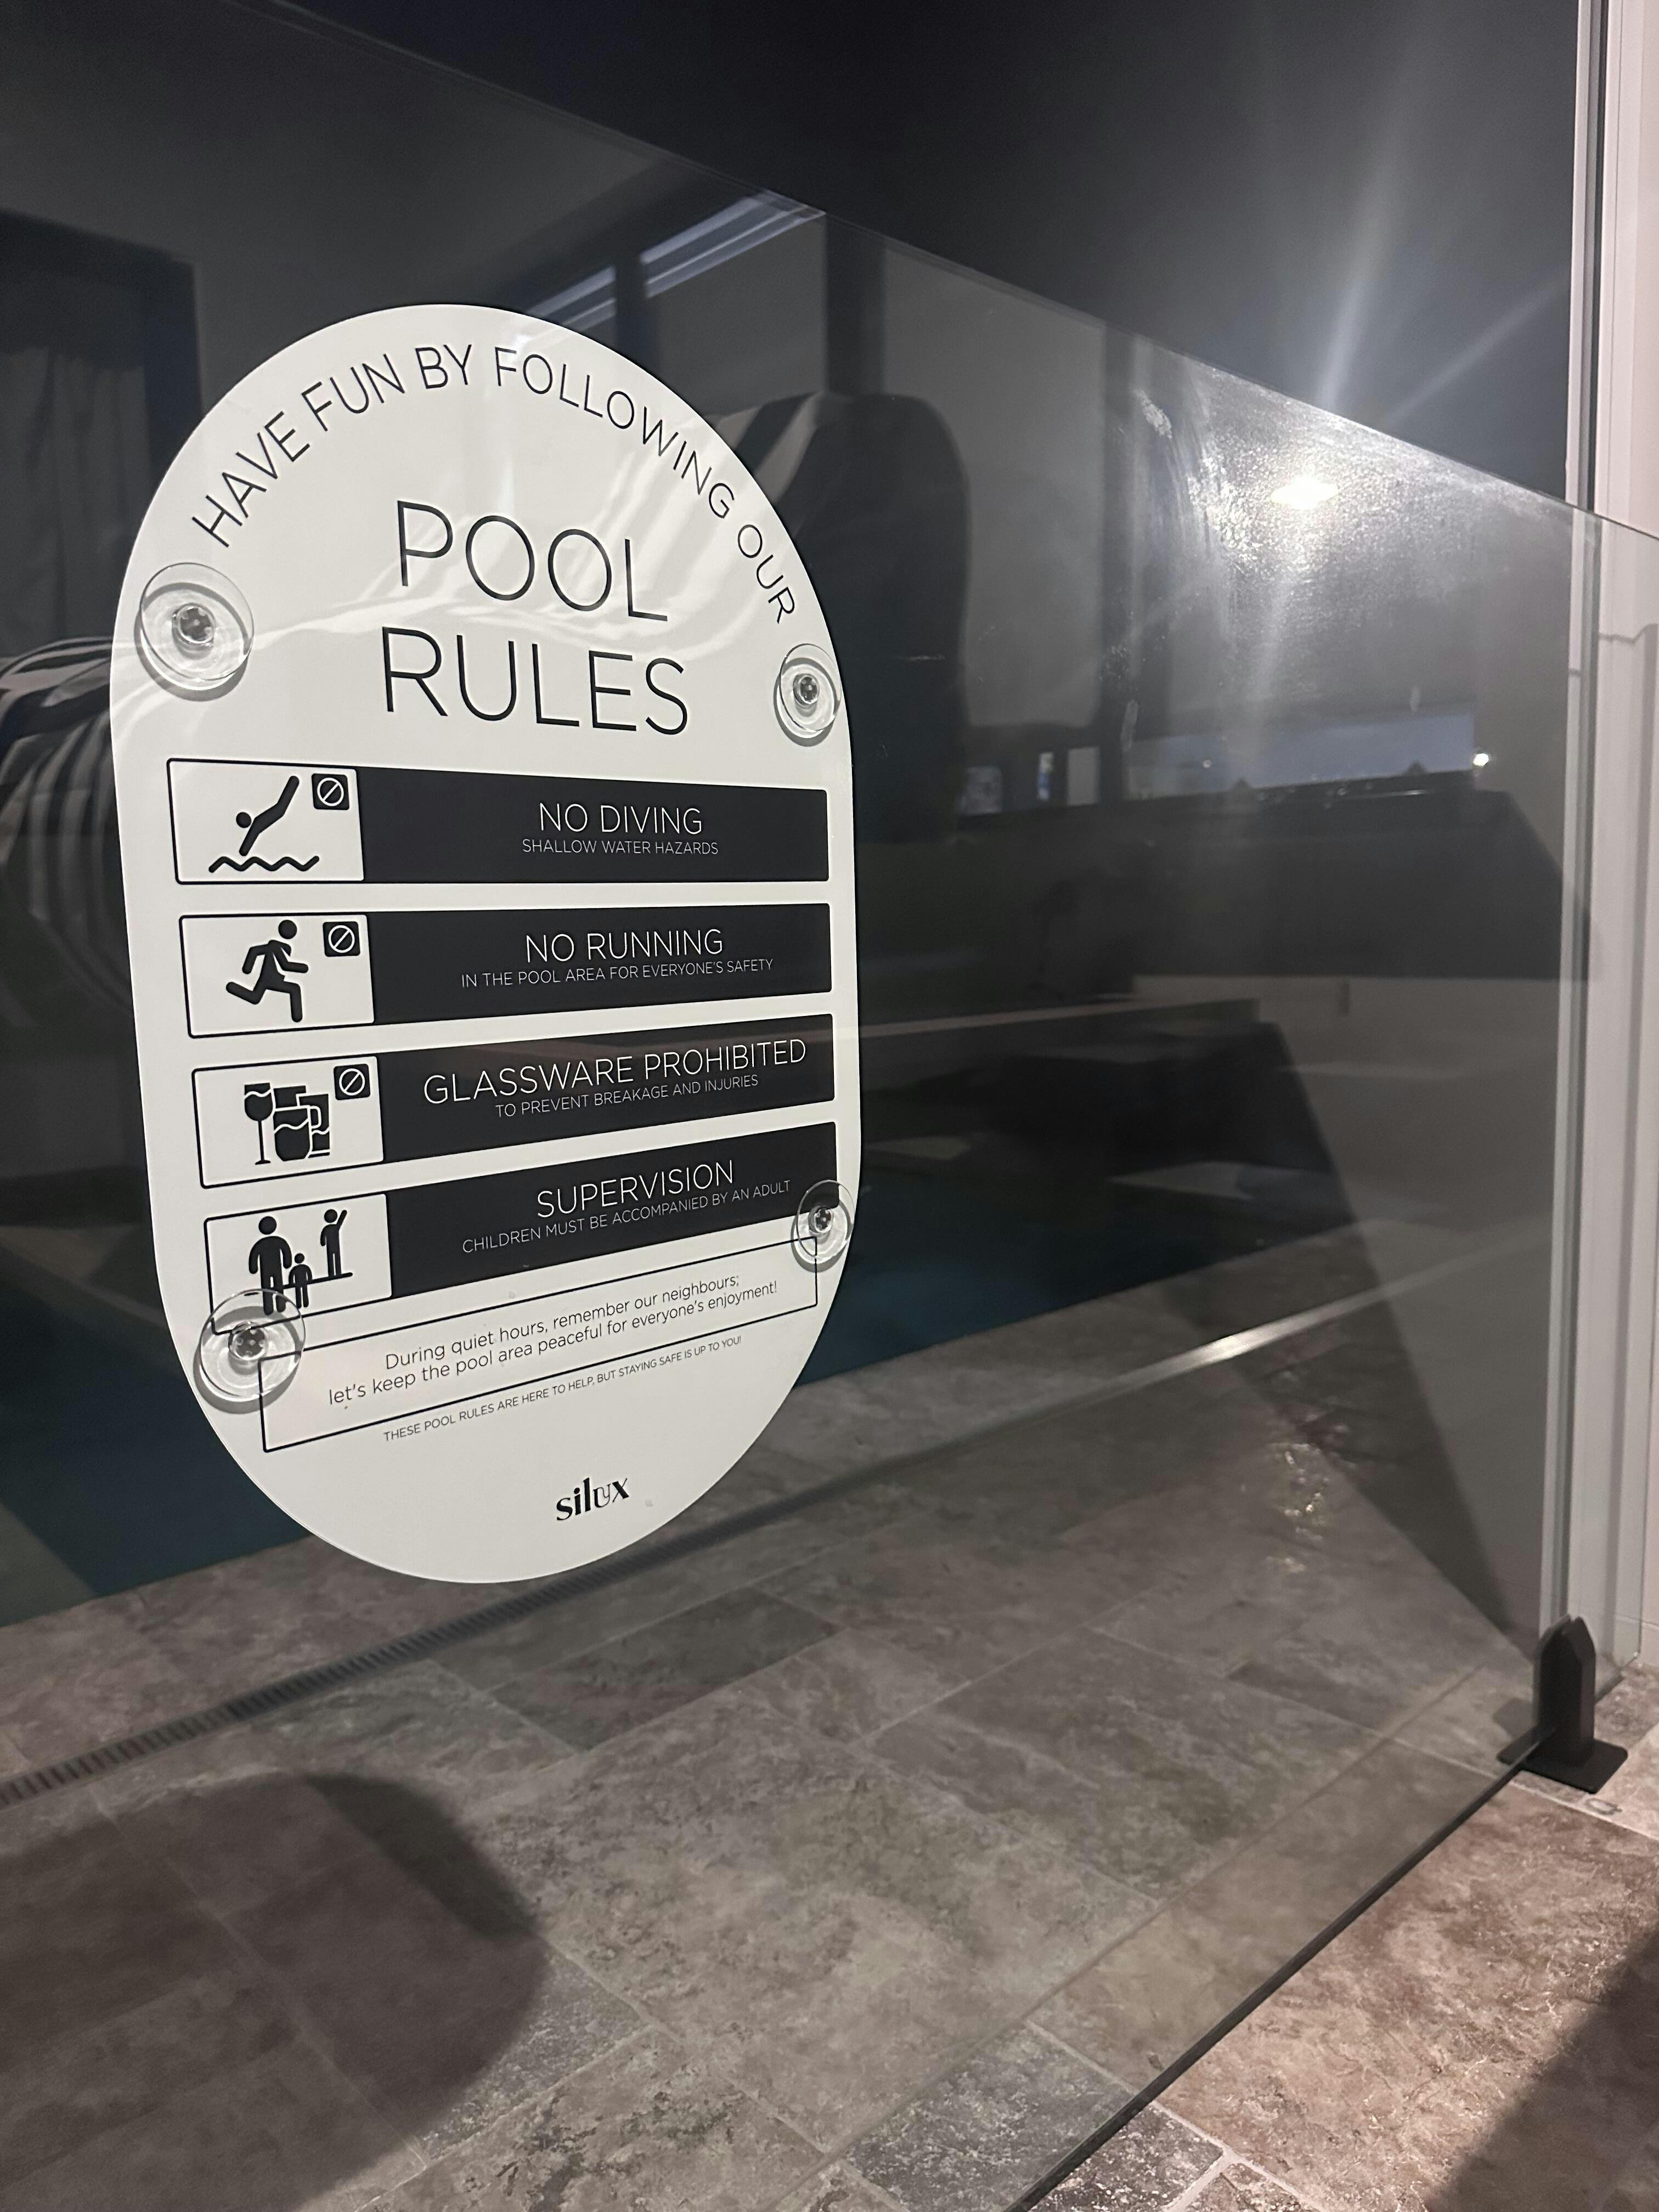 HAVE FUN BY FOLLOWING OUR
POOL
RULES
NO DIVING
SHALLOW WATER HAZARDS
NO RUNNING
IN THE POOL AREA FOR EVERYONE'S SAFETY
GLASSWARE PROHIBITED
TO PREVENT BREAKAGE AND INJURIES
SUPERVISION
CHILDREN MUST BE ACCOMPANIED BY AN ADULT
During quiet hours, remember our neighbours;
let's keep the pool area peaceful for everyone's enjoyment!
THESE POOL RULES ARE HERE TO HELP, BUT STAYING SAFE IS UP TO YOU!
silux